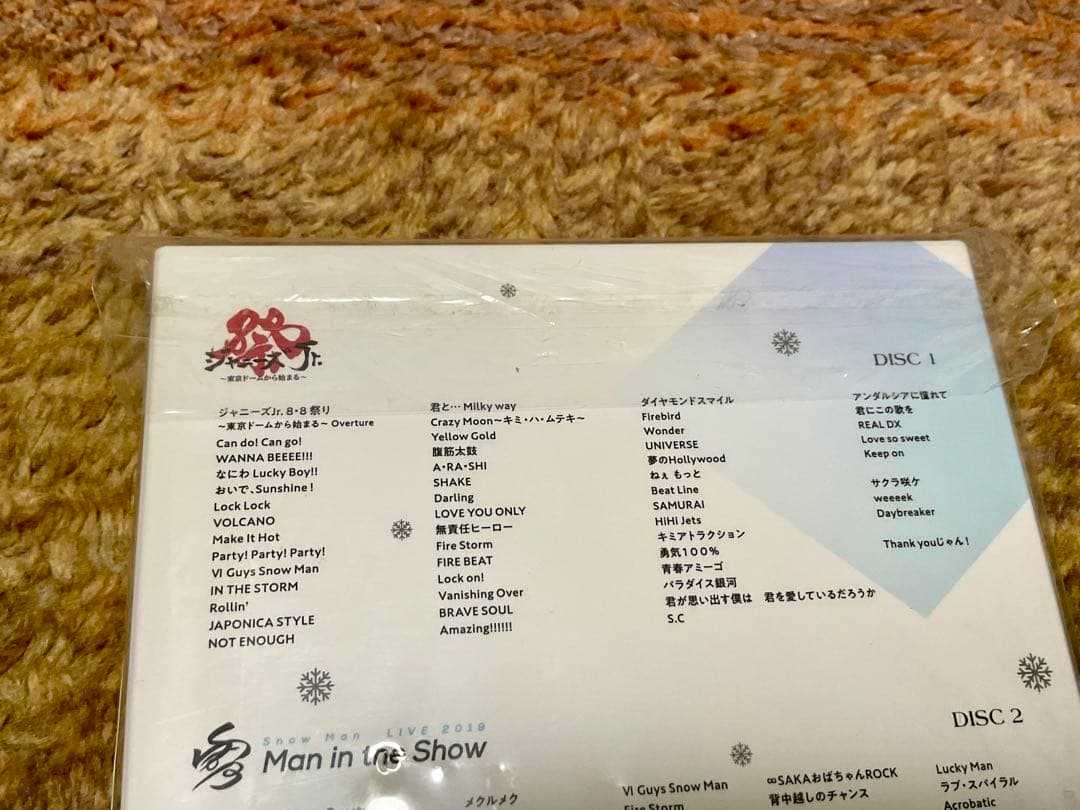 祭
ジャニーズJr.
～東京ドームから始まる～
DISC 1
ジャニーズJr. 8・8 祭り
～東京ドームから始まる～ Overture
Can do! Can go!
WANNA BEEEE!!!
なにわ Lucky Boy!!
おいで、Sunshine！
Lock Lock
VOLCANO
Make It Hot
Party! Party! Party!
VI Guys Snow Man
IN THE STORM
Rollin'
JAPONICA STYLE
NOT ENOUGH
君と… Milky way
Crazy Moon～キミ・ハ・ムテキ～
Yellow Gold
腹筋太鼓
A・RA・SHI
SHAKE
Darling
LOVE YOU ONLY
無責任ヒーロー
Fire Storm
FIRE BEAT
Lock on!
Vanishing Over
BRAVE SOUL
Amazing!!!!!!
ダイヤモンドスマイル
Firebird
Wonder
UNIVERSE
夢のHollywood
ねぇ もっと
Beat Line
SAMURAI
HiHi Jets
キミアトラクション
勇気100%
青春アミーゴ
パラダイス銀河
君が思い出す僕は　君を愛しているだろうか
S.C
アンダルシアに憧れて
君にこの歌を
REAL DX
Love so sweet
Keep on
サクラ咲ケ
weeeek
Daybreaker
Thank youじゃん！
DISC 2
Snow Man LIVE 2019
Man in the Show
メクルメク
VI Guys Snow Man
Fire Storm
∞SAKAおばちゃんROCK
背中越しのチャンス
Lucky Man
ラブ・スパイラル
Acrobatic